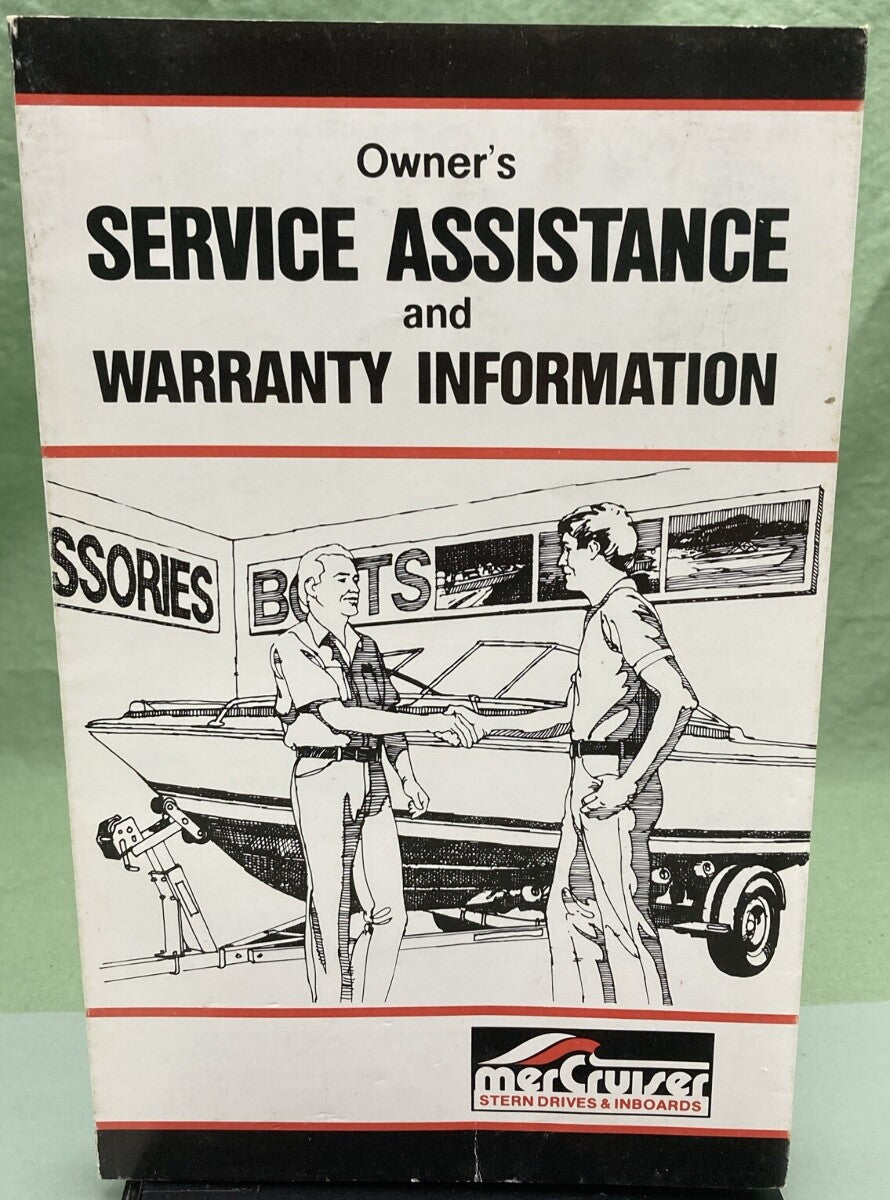 Owner's
SERVICE ASSISTANCE
and
WARRANTY INFORMATION
SSORIES
BOATS
merCruiser
STERN DRIVES & INBOARDS